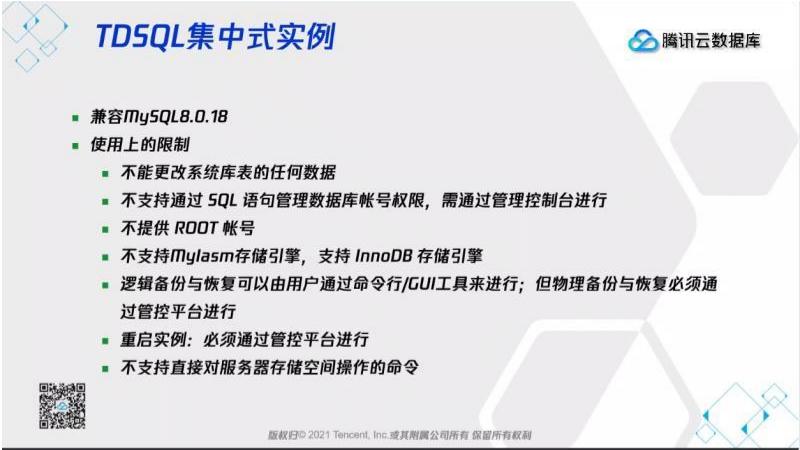 TDSQL集中式实例
腾讯云数据库
兼容MySQL8.0.18
使用上的限制
不能更改系统库表的任何数据
不支持通过 SQL 语句管理数据库帐号权限，需通过管理控制台进行
不提供 ROOT 帐号
不支持MyIasm存储引擎，支持 InnoDB 存储引擎
逻辑备份与恢复可以由用户通过命令行/GUI工具来进行；但物理备份与恢复必须通
过管控平台进行
重启实例：必须通过管控平台进行
不支持直接对服务器存储空间操作的命令
版权归© 2021 Tencent, Inc.或其附属公司所有 保留所有权利